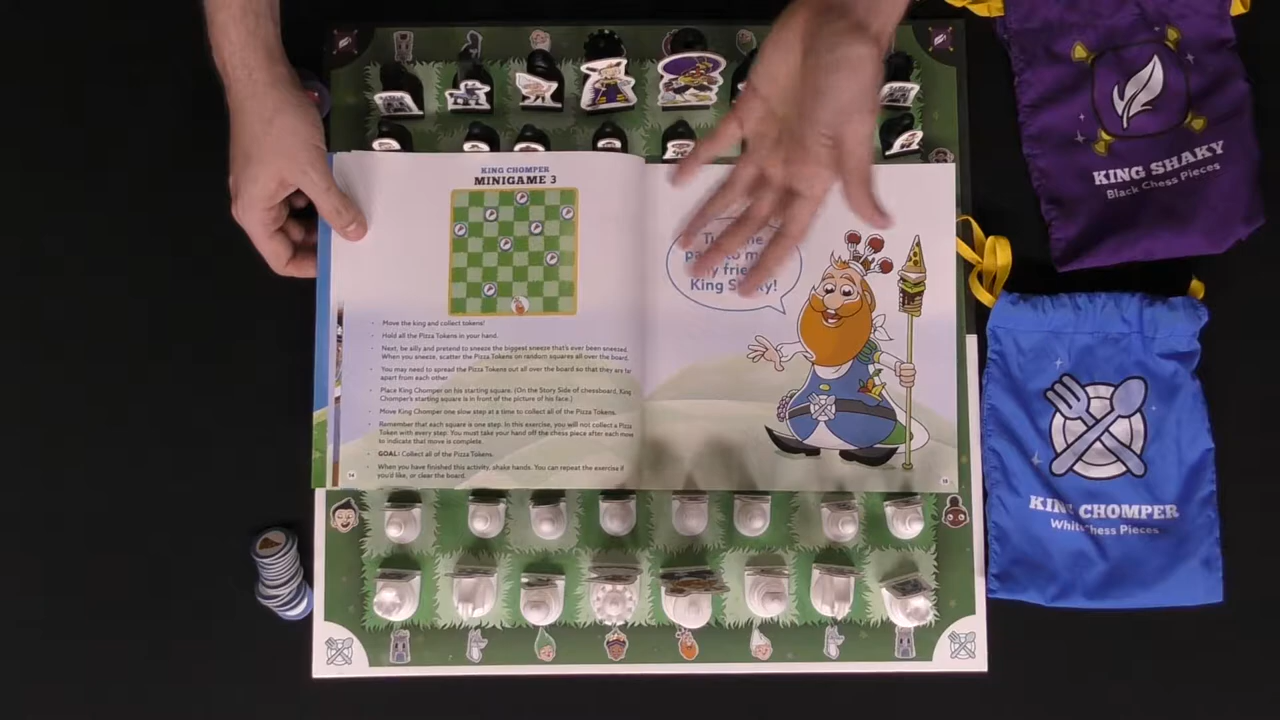 KING CHOMPER
MINIGAME 3
Move the king and collect tokens!
Hold all the Pizza Tokens in your hand.
Next, be silly and pretend to sneeze the biggest sneeze that's ever been sneezed.
When you sneeze, scatter the Pizza Tokens on random squares all over the board.
You may need to spread the Pizza Tokens out all over the board so that they are far
apart from each other.
Place King Chomper on his starting square. (On the Story Side of chessboard, King
Chomper's starting square is in front of the picture of his face.)
Move King Chomper one slow step at a time to collect all of the Pizza Tokens.
Remember that each square is one step. In this exercise, you will not collect a Pizza
Token with every step. You must take your hand off the chess piece after each move
to indicate that move is complete.
GOAL: Collect all of the Pizza Tokens.
When you have finished this activity, shake hands. You can repeat the exercise if
you'd like, or clear the board.
14
to
King
KING SHAKY
Black Chess Pieces
KING CHOMPER
White Chess Pieces